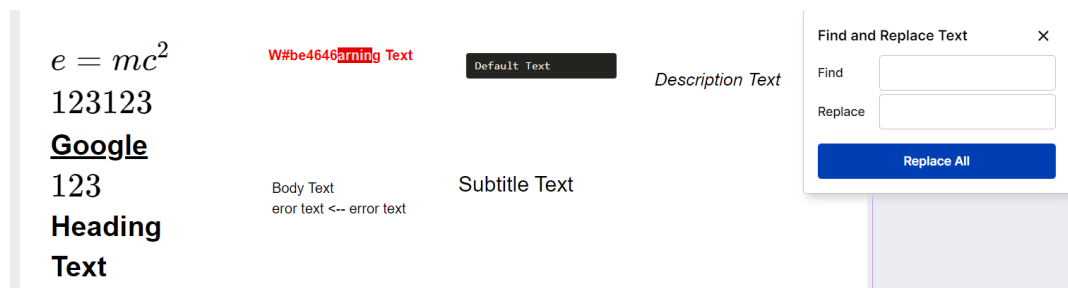 e = mc²
123123
Google
123
Heading
Text
W#be4646arning Text
Default Text
Description Text
Body Text
eror text <-- error text
Subtitle Text
Find and Replace Text
Find
Replace
Replace All